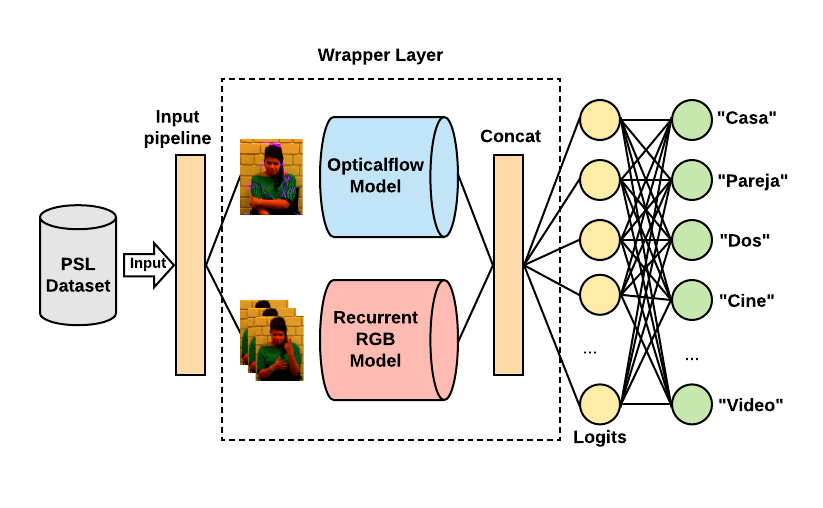 Wrapper Layer
Input
pipeline
Opticalflow
Model
Concat
"Casa"
"Pareja"
"Dos"
"Cine"
PSL
Dataset
Input
Recurrent
RGB
Model
...
...
"Video"
Logits